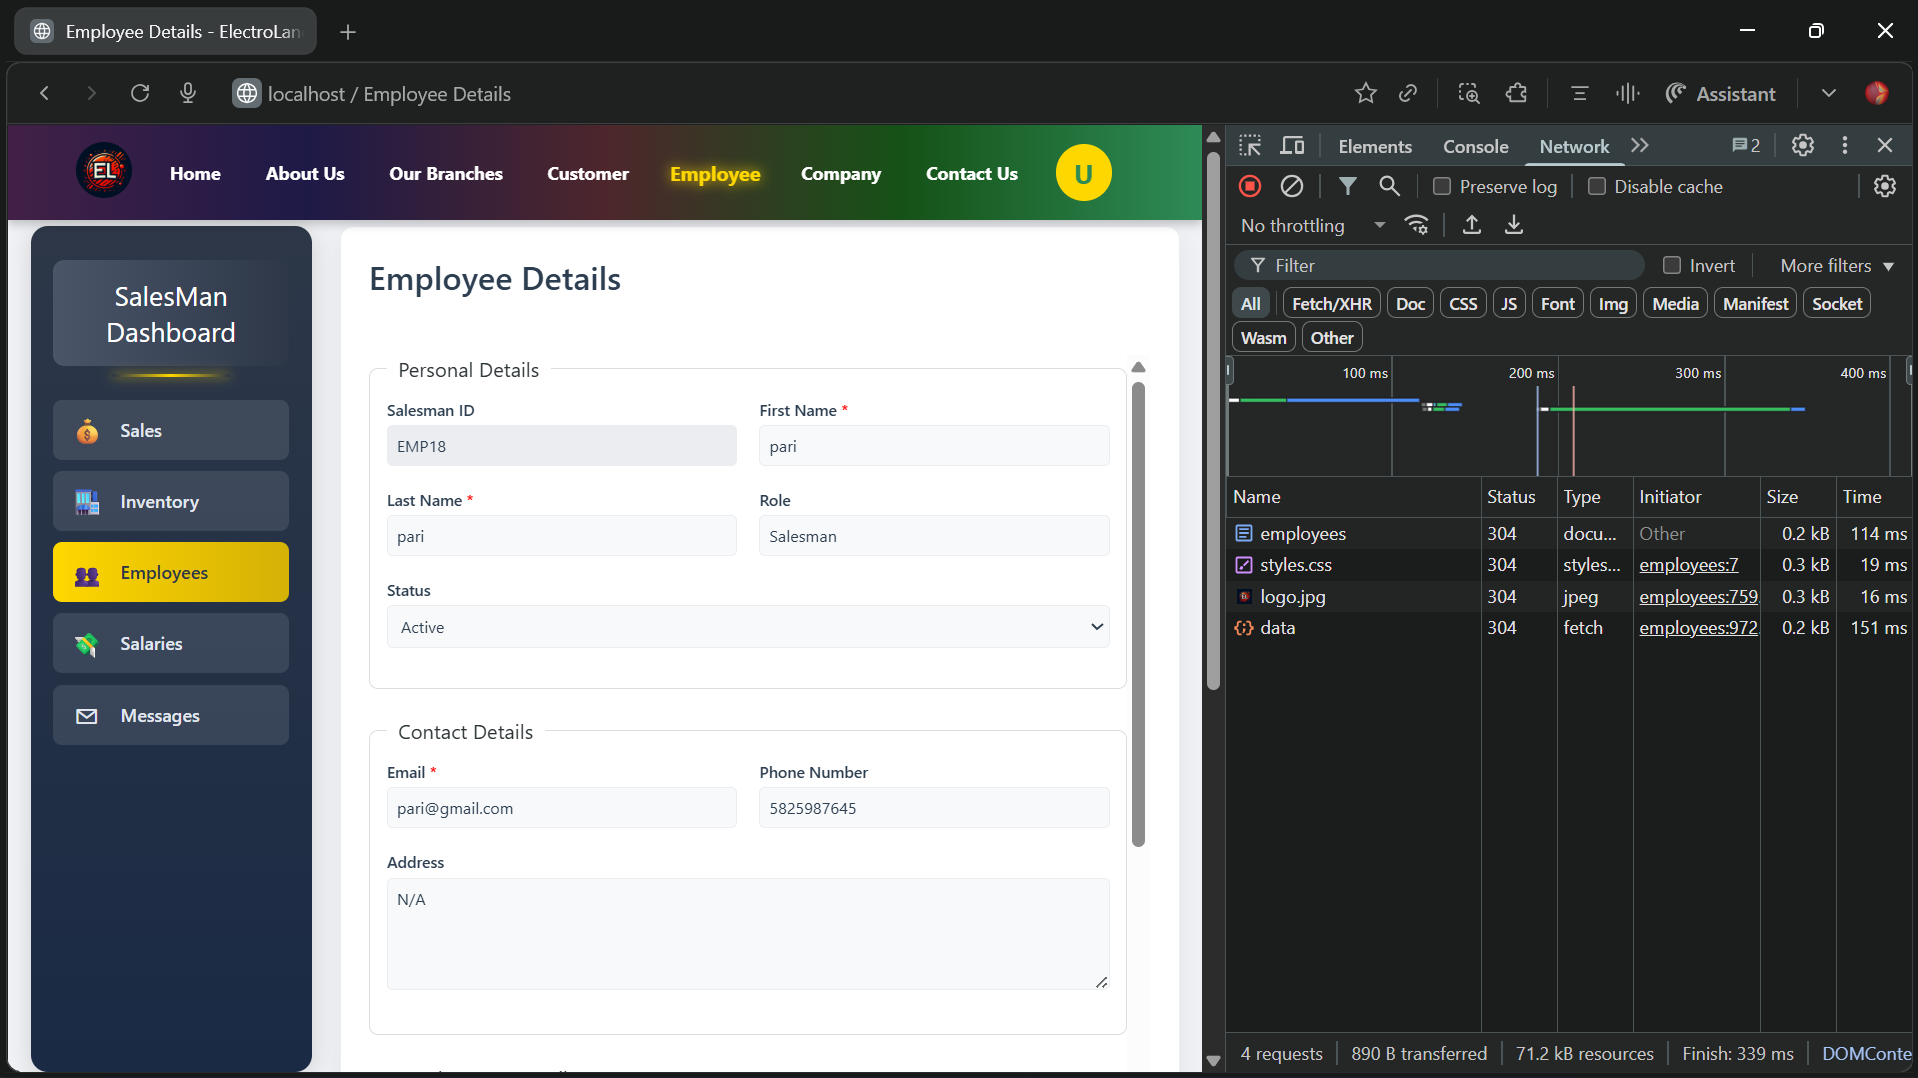 Employee Details - ElectroLan
localhost / Employee Details
Assistant
EL
Home
About Us
Our Branches
Customer
Employee
Company
Contact Us
U
SalesMan
Dashboard
Sales
Inventory
Employees
Salaries
Messages
Employee Details
Personal Details
Salesman ID
First Name *
EMP18
pari
Last Name *
Role
pari
Salesman
Status
Active
Contact Details
Email *
Phone Number
pari@gmail.com
5825987645
Address
N/A
Elements
Console
Network
2
Preserve log
Disable cache
No throttling
Filter
Invert
More filters
All
Fetch/XHR
Doc
CSS
JS
Font
Img
Media
Manifest
Socket
Wasm
Other
100 ms
200 ms
300 ms
400 ms
Name Status Type Initiator Size Time
employees 304 docu... Other 0.2 kB 114 ms
styles.css 304 styles... employees:7 0.3 kB 19 ms
logo.jpg 304 jpeg employees:759 0.3 kB 16 ms
data 304 fetch employees:972 0.2 kB 151 ms
4 requests
890 B transferred
71.2 kB resources
Finish: 339 ms
DOMConte